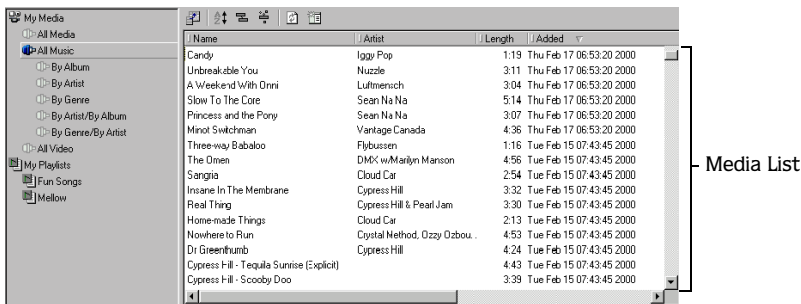 My Media
All Media
All Music
By Album
By Artist
By Genre
By Artist/By Album
By Genre/By Artist
All Video
My Playlists
Fun Songs
Mellow
Name Artist Length Added
Candy Iggy Pop 1:19 Thu Feb 17 06:53:20 2000
Unbreakable You Nuzzle 3:11 Thu Feb 17 06:53:20 2000
A Weekend With Onni Luftmensch 3:04 Thu Feb 17 06:53:20 2000
Slow To The Core Sean Na Na 5:14 Thu Feb 17 06:53:20 2000
Princess and the Pony Sean Na Na 3:07 Thu Feb 17 06:53:20 2000
Minot Switchman Vantage Canada 4:36 Thu Feb 17 06:53:20 2000
Three-way Babaloo Flybussen 1:16 Tue Feb 15 07:43:45 2000
The Omen DMX w/Marilyn Manson 4:56 Tue Feb 15 07:43:45 2000
Sangria Cloud Car 2:54 Tue Feb 15 07:43:45 2000
Insane In The Membrane Cypress Hill 3:32 Tue Feb 15 07:43:45 2000
Real Thing Cypress Hill & Pearl Jam 3:30 Tue Feb 15 07:43:45 2000
Home-made Things Cloud Car 2:13 Tue Feb 15 07:43:45 2000
Nowhere to Run Crystal Method, Ozzy Ozbou... 4:53 Tue Feb 15 07:43:45 2000
Dr Greenthumb Cypress Hill 4:24 Tue Feb 15 07:43:45 2000
Cypress Hill - Tequila Sunrise (Explicit) 4:43 Tue Feb 15 07:43:45 2000
Cypress Hill - Scooby Doo 3:39 Tue Feb 15 07:43:45 2000
Media List